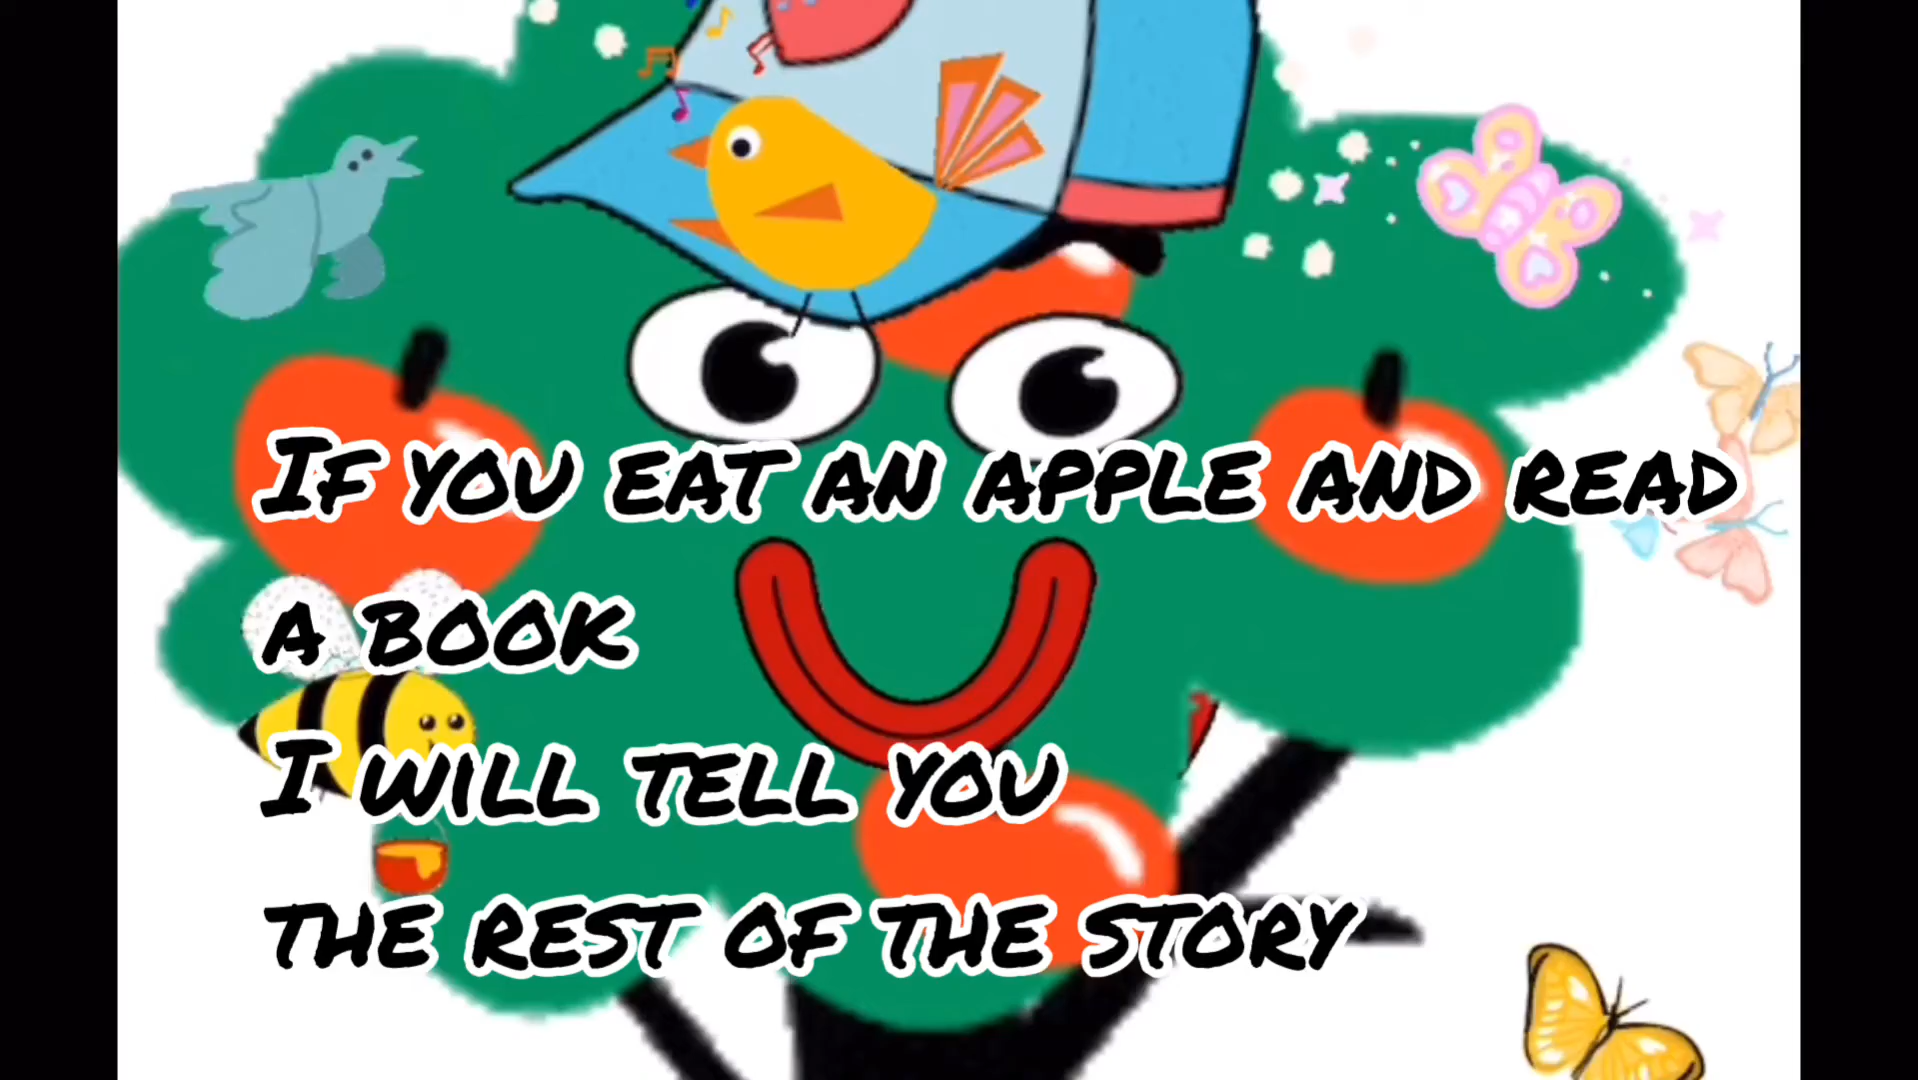 If you eat an apple and read
a book
I will tell you
the rest of the story